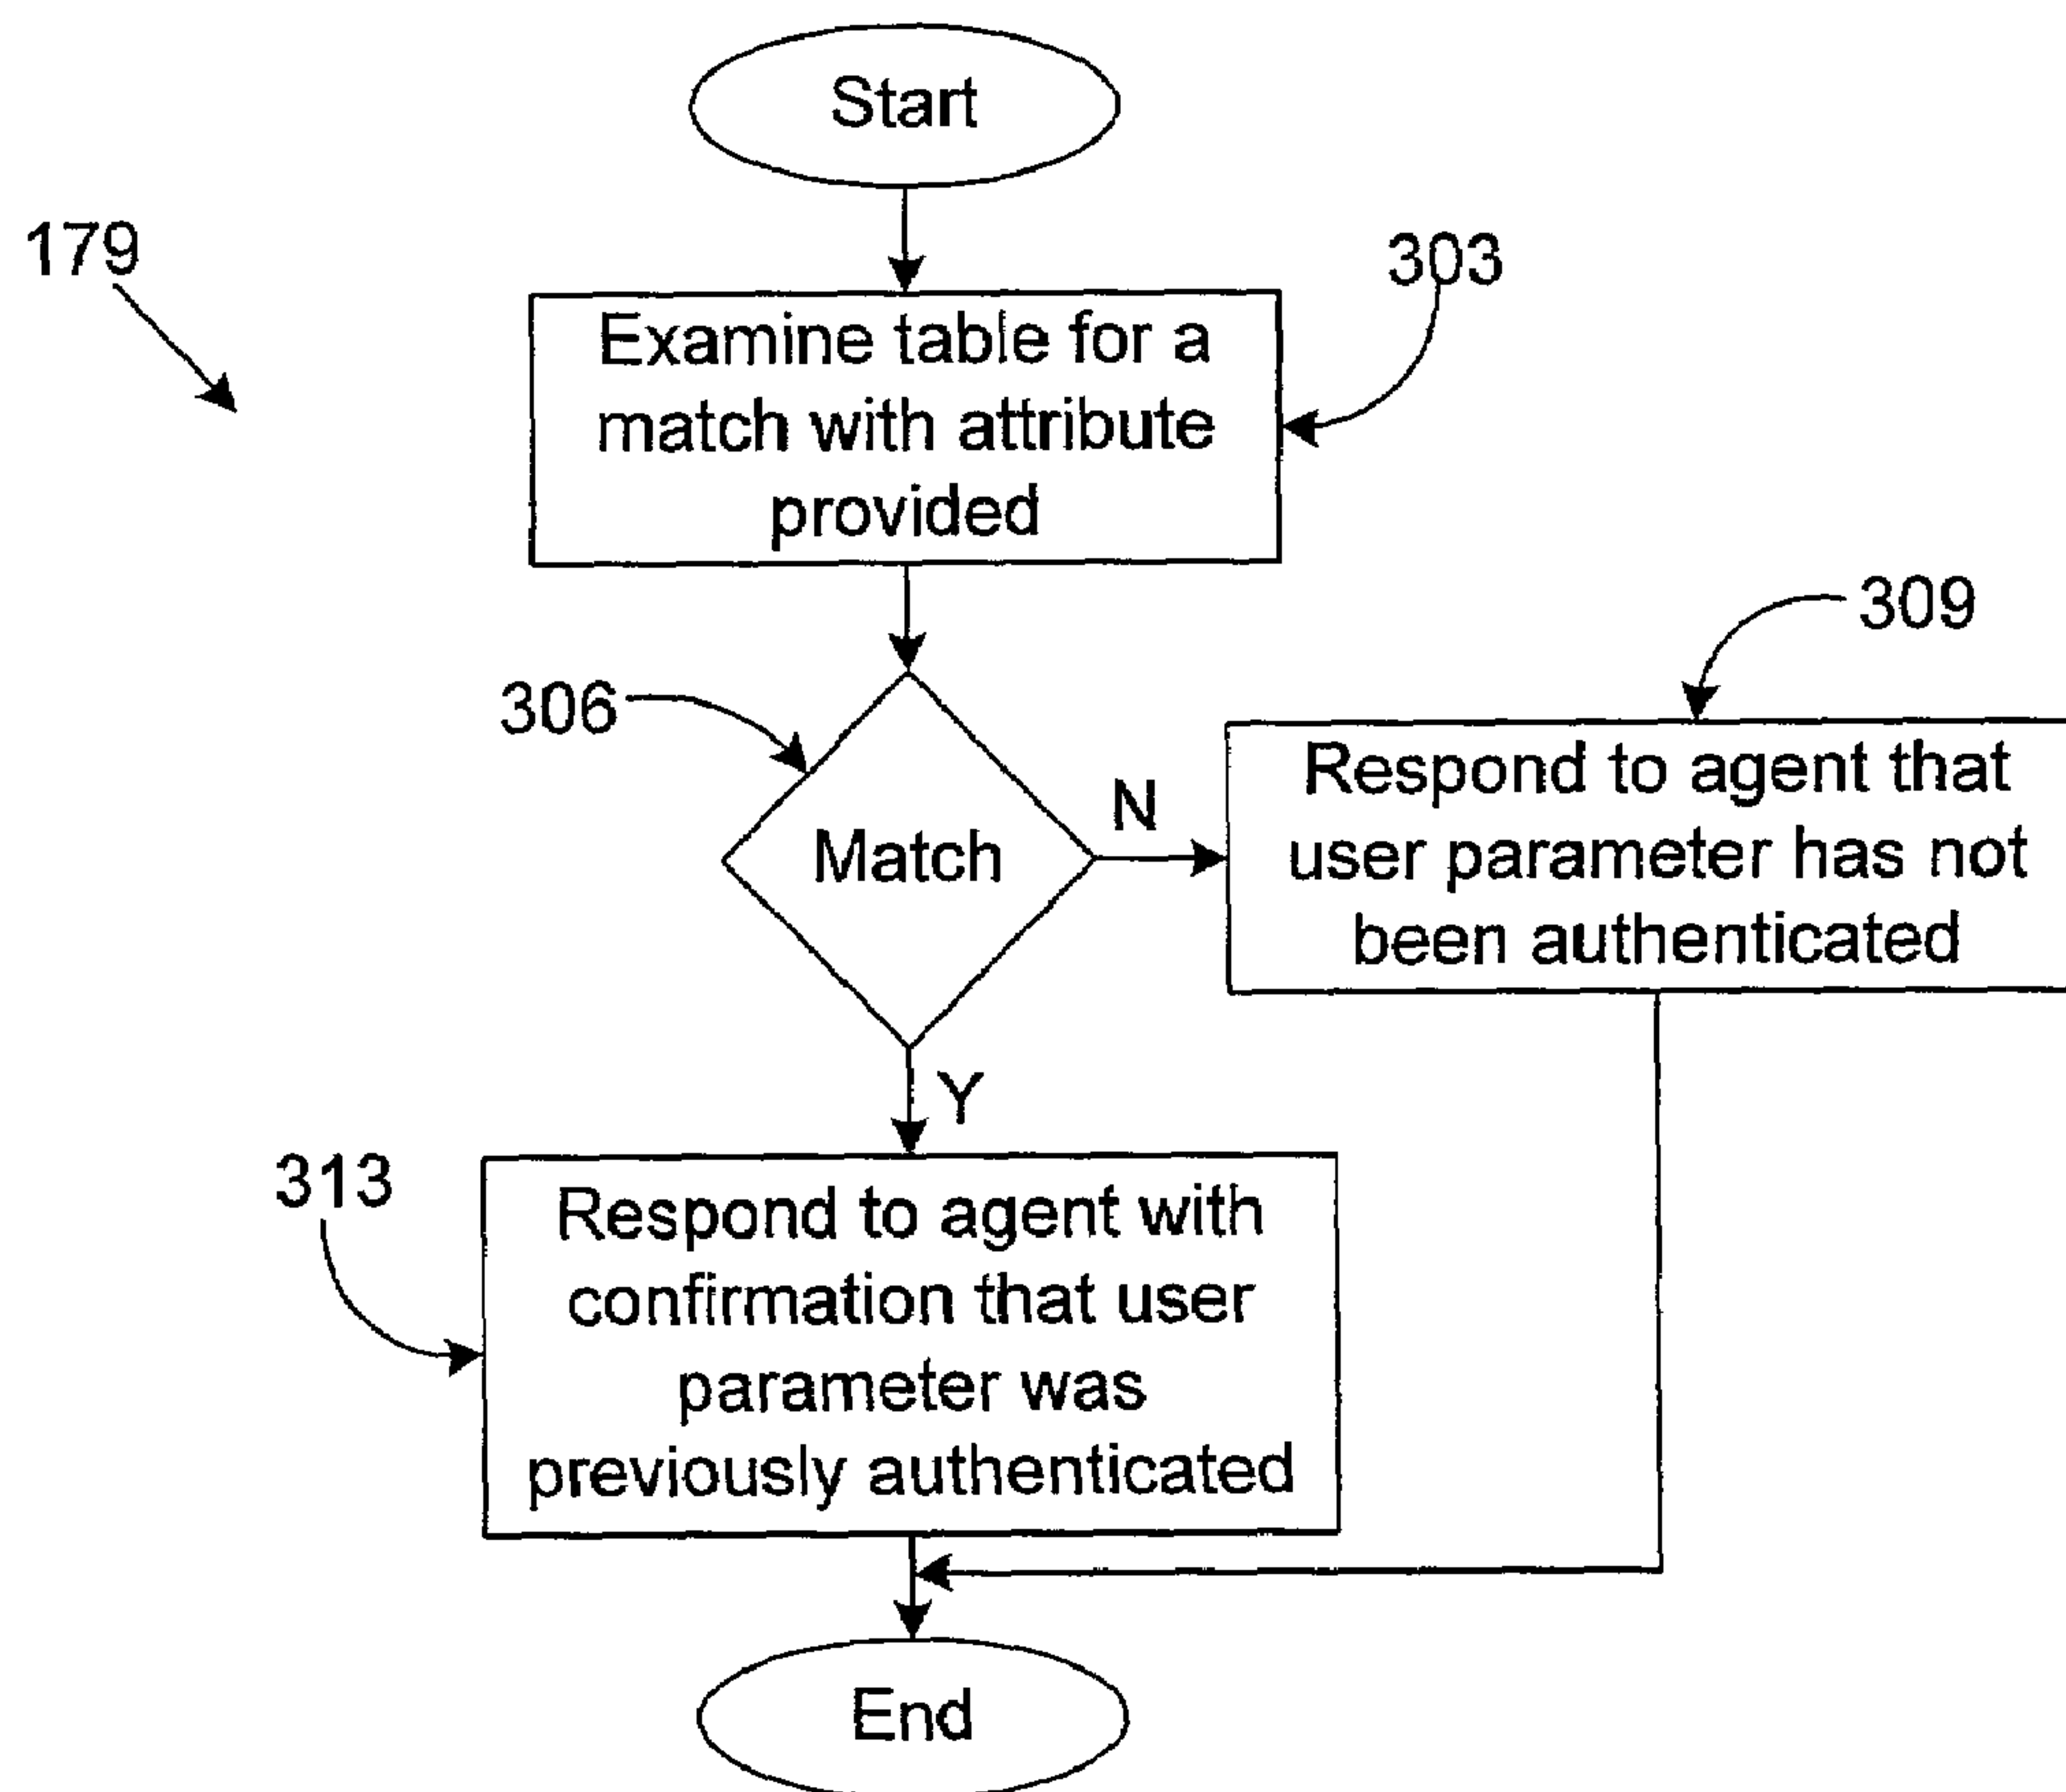 Start
179
303
Examine table for a
match with attribute
provided
309
306
Match
N
Respond to agent that
user parameter has not
been authenticated
Y
313
Respond to agent with
confirmation that user
parameter was
previously authenticated
End